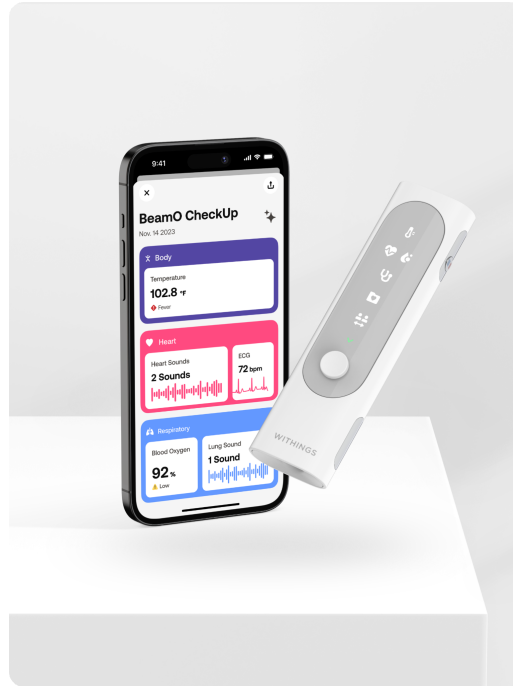 9:41
BeamO CheckUp
Nov. 14 2023
Body
Temperature
102.8 °F
Fever
Heart
Heart Sounds
2 Sounds
ECG
72 bpm
Respiratory
Blood Oxygen
92 %
Low
Lung Sound
1 Sound
WITHINGS